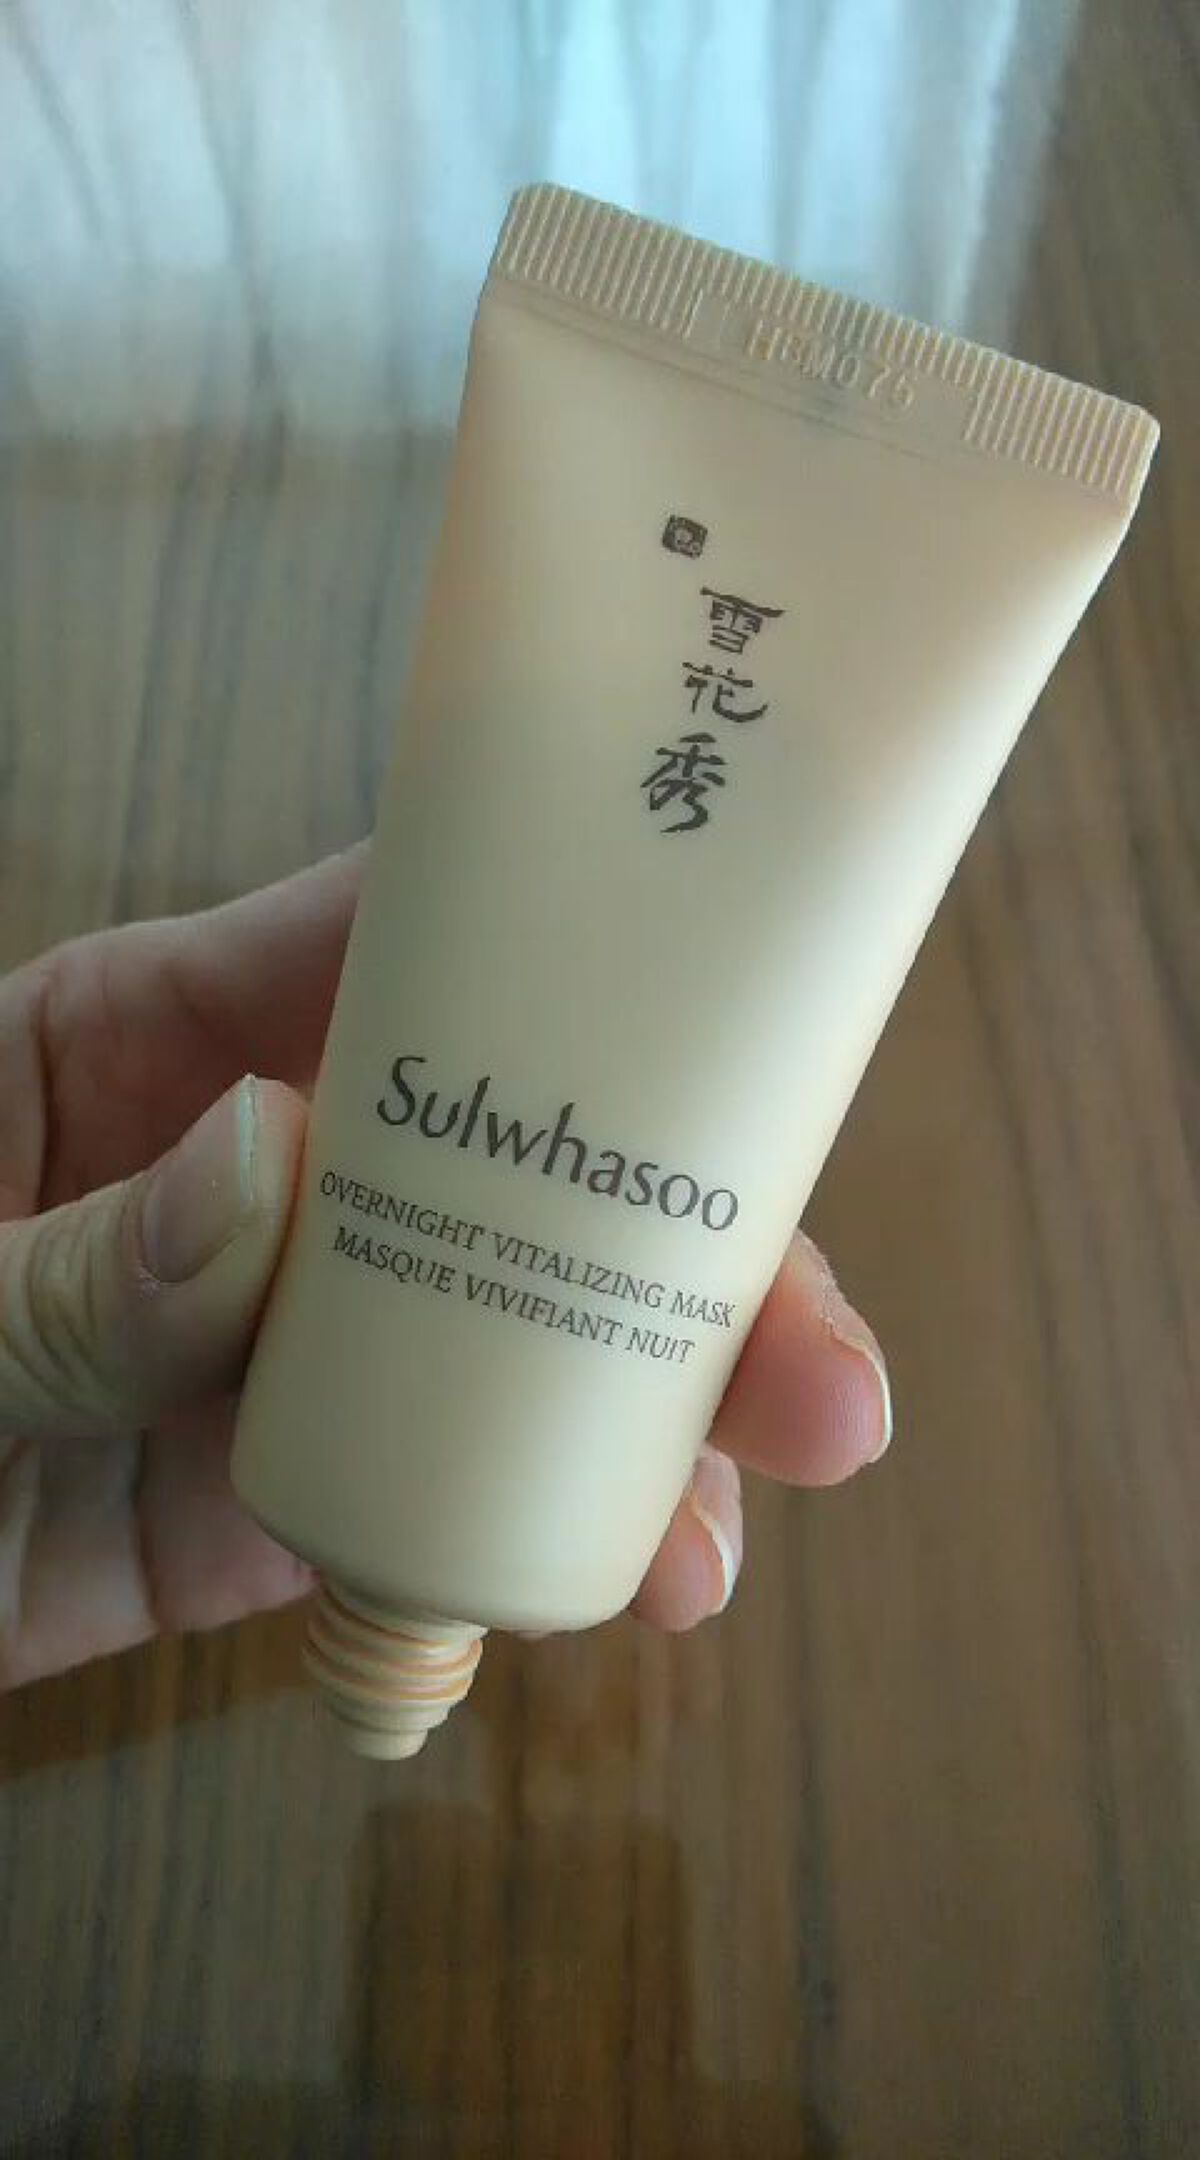 雪
花
秀
Sulwhasoo
OVERNIGHT VITALIZING MASK
MASQUE VIVIFIANT NUIT